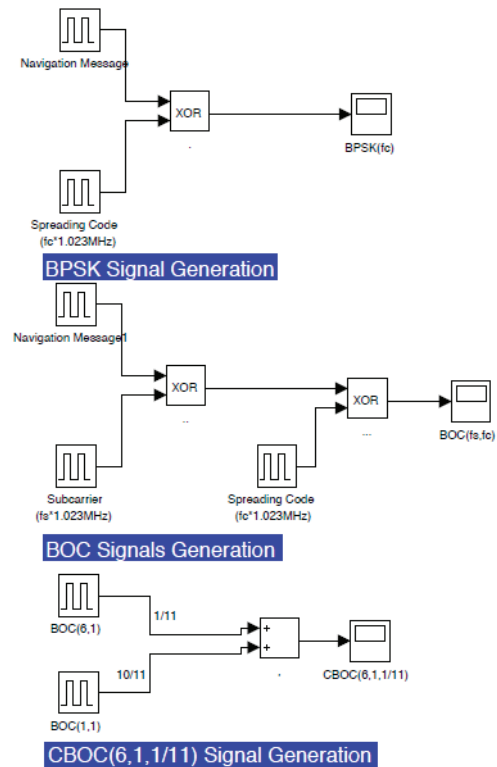 Navigation Message
XOR
.
BPSK(fc)
Spreading Code
(fc*1.023MHz)
BPSK Signal Generation
Navigation Message1
XOR
..
XOR
...
BOC(fs,fc)
Subcarrier
(fs*1.023MHz)
Spreading Code
(fc*1.023MHz)
BOC Signals Generation
BOC(6,1)
1/11
+
+
.
CBOC(6,1,1/11)
10/11
BOC(1,1)
CBOC(6,1,1/11) Signal Generation